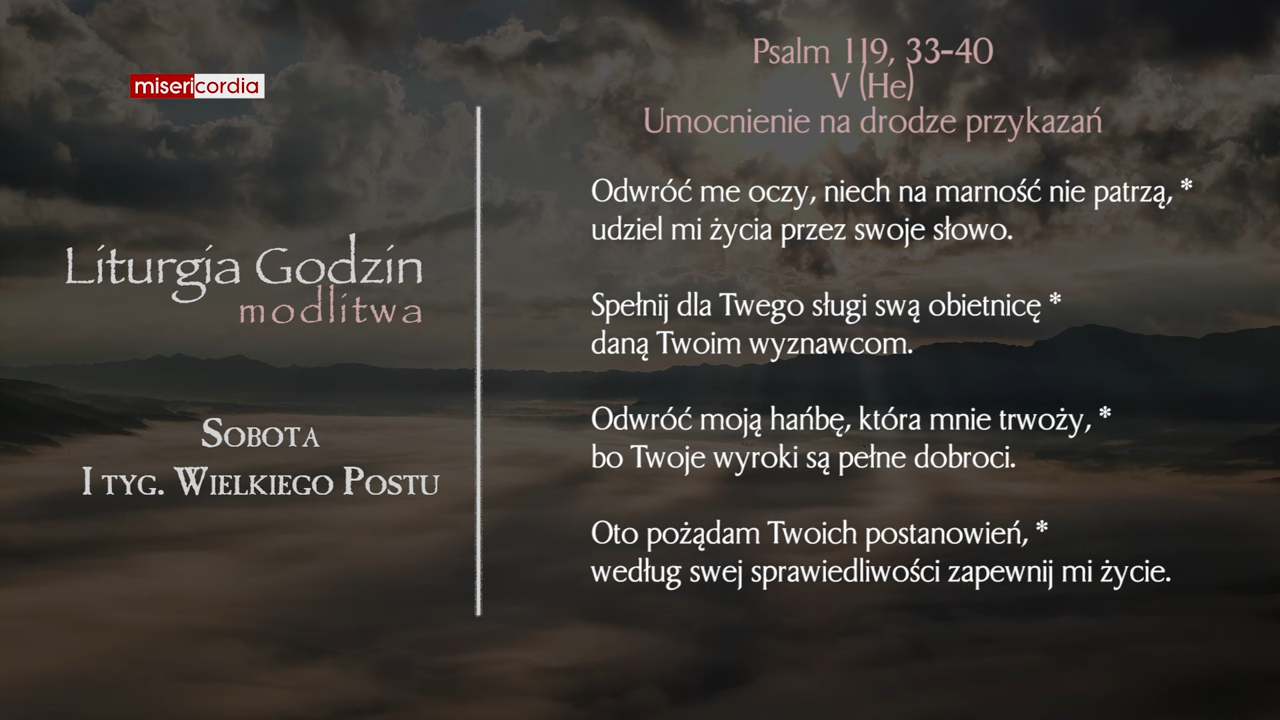 misericordia
Liturgia Godzin
modlitwa
Sobota
I tyg. Wielkiego Postu
Psalm 119, 33-40
V (He)
Umocnienie na drodze przykazań
Odwróć me oczy, niech na marność nie patrzą, *
udziel mi życia przez swoje słowo.
Spełnij dla Twego sługi swą obietnicę *
daną Twoim wyznawcom.
Odwróć moją hańbę, która mnie trwoży, *
bo Twoje wyroki są pełne dobroci.
Oto pożądam Twoich postanowień, *
według swej sprawiedliwości zapewnij mi życie.